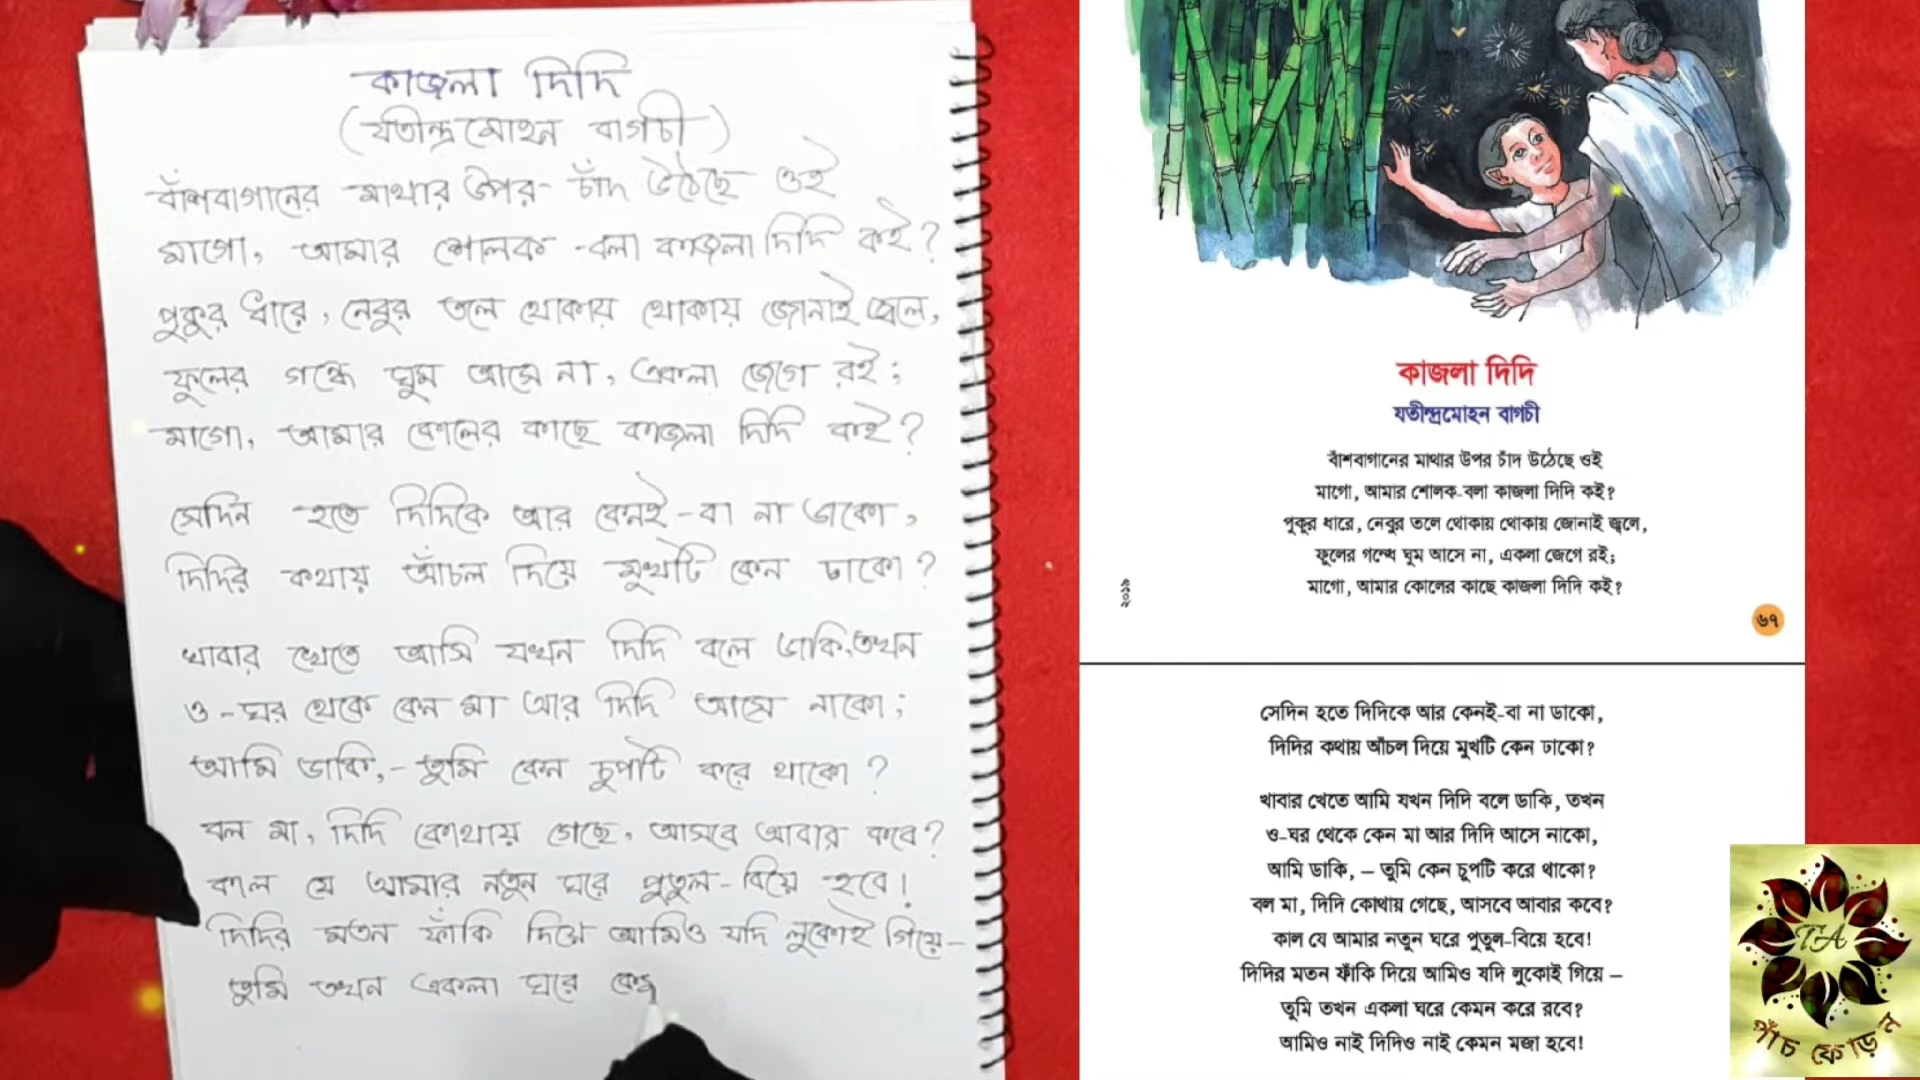 কাজলা দিদি
(যতীন্দ্রমোহন বাগচী)
বাঁশবাগানের মাথার উপর চাঁদ উঠেছে ওই
মাগো, আমার শোলক-বলা কাজলা দিদি কই?
পুকুর ধারে, নেবুর তলে থোকায় থোকায় জোনাই জ্বলে,
ফুলের গন্ধে ঘুম আসে না, একলা জেগে রই;
মাগো, আমার কোলের কাছে কাজলা দিদি কই?
সেদিন হতে দিদিকে আর কেনই-বা না ডাকো,
দিদির কথায় আঁচল দিয়ে মুখটি কেন ঢাকো?
খাবার খেতে আমি যখন দিদি বলে ডাকি, তখন
ও-ঘর থেকে কেন মা আর দিদি আসে নাকো;
আমি ডাকি,- তুমি কেন চুপটি করে থাকো?
বল মা, দিদি কোথায় গেছে, আসবে আবার কবে?
কাল যে আমার নতুন ঘরে পুতুল-বিয়ে হবে!
দিদির মতন ফাঁকি দিয়ে আমিও যদি লুকোই গিয়ে-
তুমি তখন একলা ঘরে
কাজলা দিদি
যতীন্দ্রমোহন বাগচী
বাঁশবাগানের মাথার উপর চাঁদ উঠেছে ওই
মাগো, আমার শোলক-বলা কাজলা দিদি কই?
পুকুর ধারে, নেবুর তলে থোকায় থোকায় জোনাই জ্বলে,
ফুলের গন্ধে ঘুম আসে না, একলা জেগে রই;
মাগো, আমার কোলের কাছে কাজলা দিদি কই?
২০১৯
৬৭
সেদিন হতে দিদিকে আর কেনই-বা না ডাকো,
দিদির কথায় আঁচল দিয়ে মুখটি কেন ঢাকো?
খাবার খেতে আমি যখন দিদি বলে ডাকি, তখন
ও-ঘর থেকে কেন মা আর দিদি আসে নাকো,
আমি ডাকি, – তুমি কেন চুপটি করে থাকো?
বল মা, দিদি কোথায় গেছে, আসবে আবার কবে?
কাল যে আমার নতুন ঘরে পুতুল-বিয়ে হবে!
দিদির মতন ফাঁকি দিয়ে আমিও যদি লুকোই গিয়ে –
তুমি তখন একলা ঘরে কেমন করে রবে?
আমিও নাই দিদিও নাই কেমন মজা হবে!
TA
পাঁচ ফোড়ন